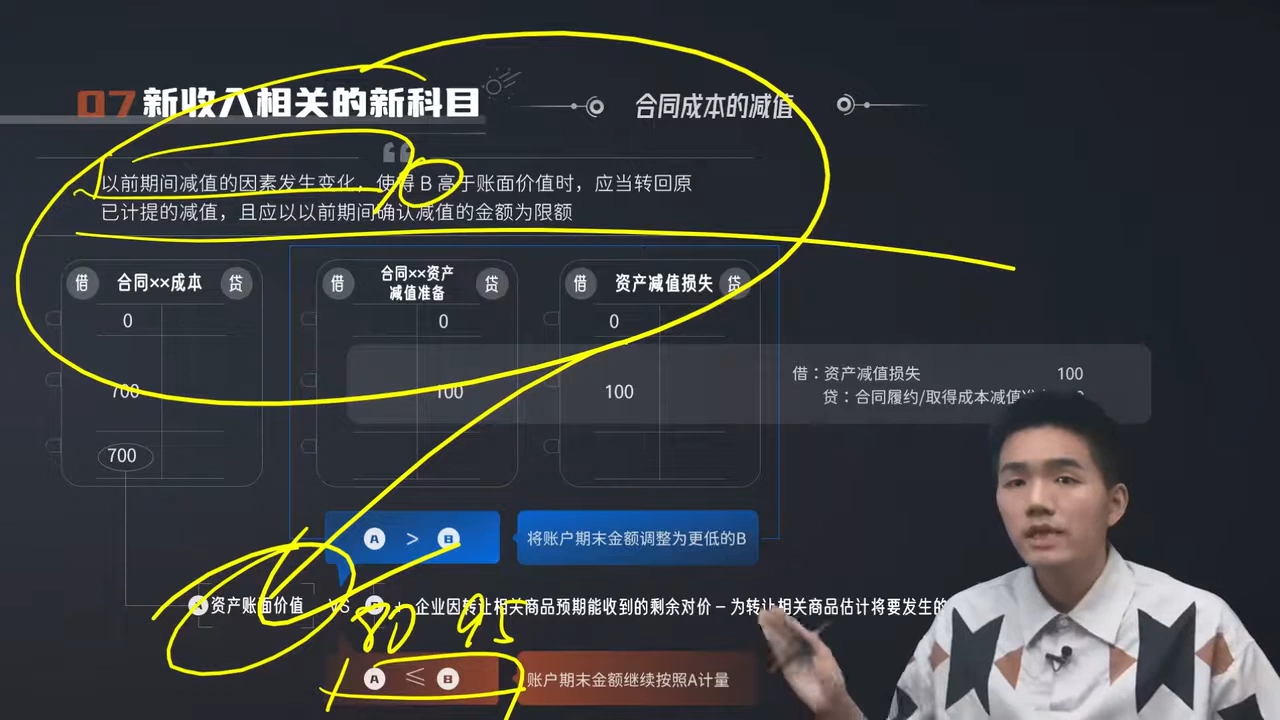 07 新收入相关的新科目
合同成本的减值
以前期间减值的因素发生变化，使得B高于账面价值时，应当转回原
已计提的减值，且应以以前期间确认减值的金额为限额
借 合同××成本 贷
借 合同××资产减值准备 贷
借 资产减值损失 贷
0 0 0
700 100 100
借：资产减值损失 100
贷：合同履约/取得成本减值
700
A > B 将账户期末金额调整为更低的B
资产账面价值 VS 企业因转让相关商品预期能收到的剩余对价－为转让相关商品估计将要发生的
80 95
A ≤ B 账户期末金额继续按照A计量